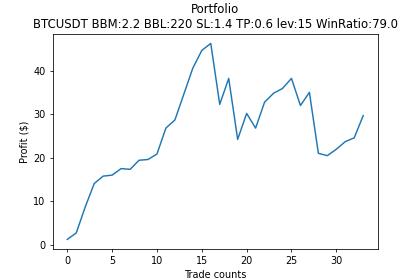 Portfolio
BTCUSDT BBM:2.2 BBL:220 SL:1.4 TP:0.6 lev:15 WinRatio:79.0
Profit ($)
40
30
20
10
0
0 5 10 15 20 25 30
Trade counts